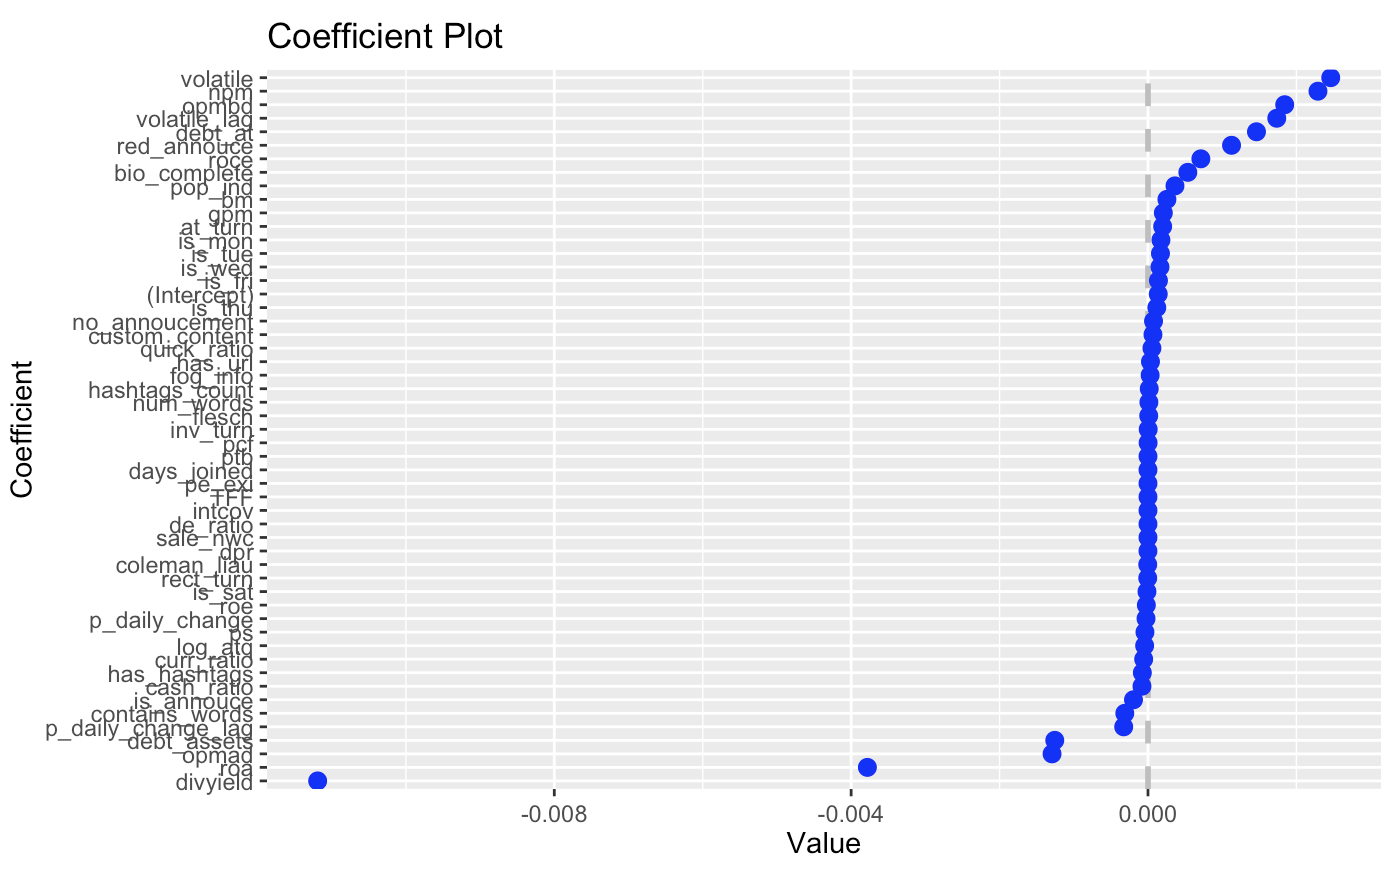 Coefficient Plot
volatile
npm
opmbd
volatile_lag
debt_at
red_annouce
roce
bio_complete
pop_ind
bm
gpm
at_turn
is_mon
is_tue
is_wed
is_fri
(Intercept)
is_thu
no_annoucement
custom_content
quick_ratio
has_url
fog_info
hashtags_count
num_words
flesch
inv_turn
pcf
ptb
days_joined
pe_exi
TFF
intcov
de_ratio
sale_nwc
dpr
coleman_liau
rect_turn
is_sat
roe
p_daily_change
ps
log_atq
curr_ratio
has_hashtags
cash_ratio
is_annouce
contains_words
p_daily_change_lag
debt_assets
opmad
roa
divyield
Coefficient
-0.008 -0.004 0.000
Value